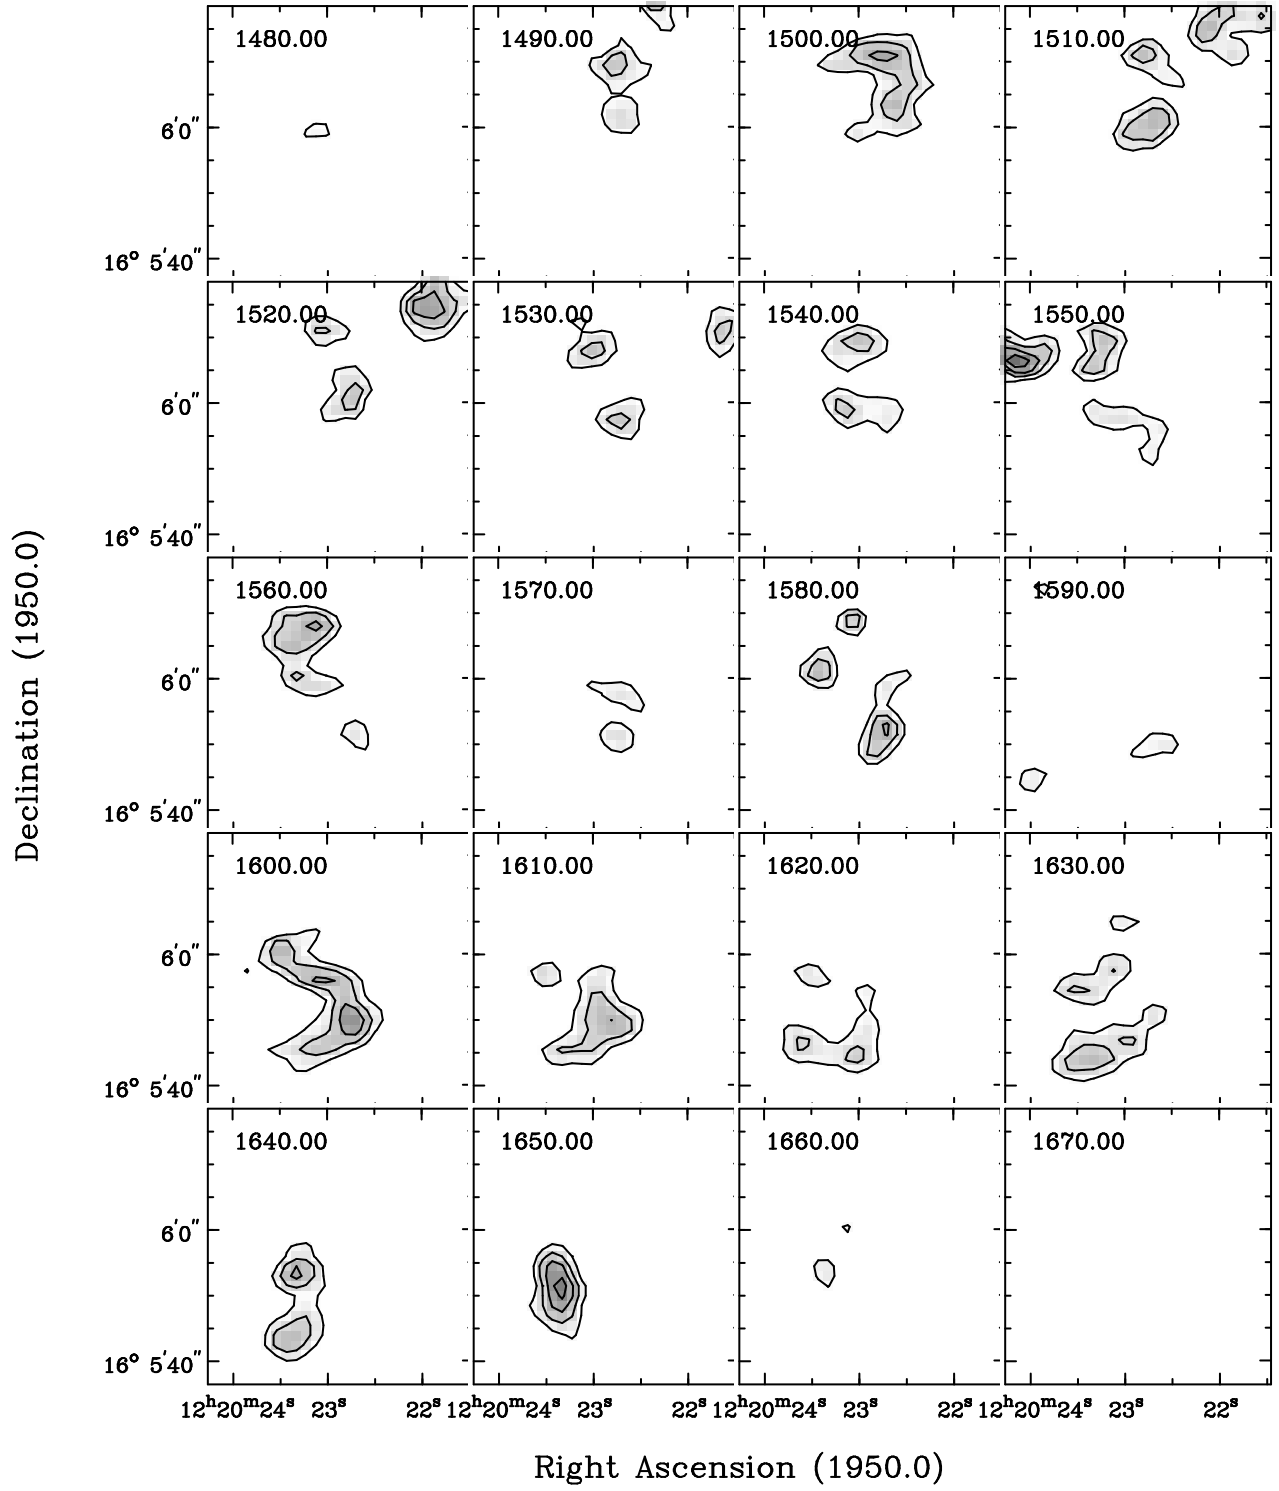 1480.00 1490.00 1500.00 1510.00
6'0"
16° 5'40"
1520.00 1530.00 1540.00 1550.00
6'0"
16° 5'40"
Declination (1950.0)
1560.00 1570.00 1580.00 1590.00
6'0"
16° 5'40"
1600.00 1610.00 1620.00 1630.00
6'0"
16° 5'40"
1640.00 1650.00 1660.00 1670.00
6'0"
16° 5'40"
12h20m24s 23s 22s 12h20m24s 23s 22s 12h20m24s 23s 22s 12h20m24s 23s 22s
Right Ascension (1950.0)